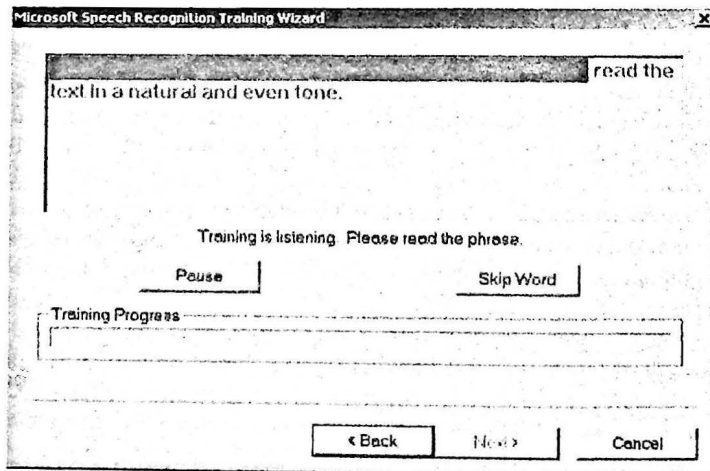 Microsoft Speech Recognition Training Wizard
read the
text in a natural and even tone.
Training is listening. Please read the phrase.
Pause
Skip Word
Training Progress
< Back
Next >
Cancel